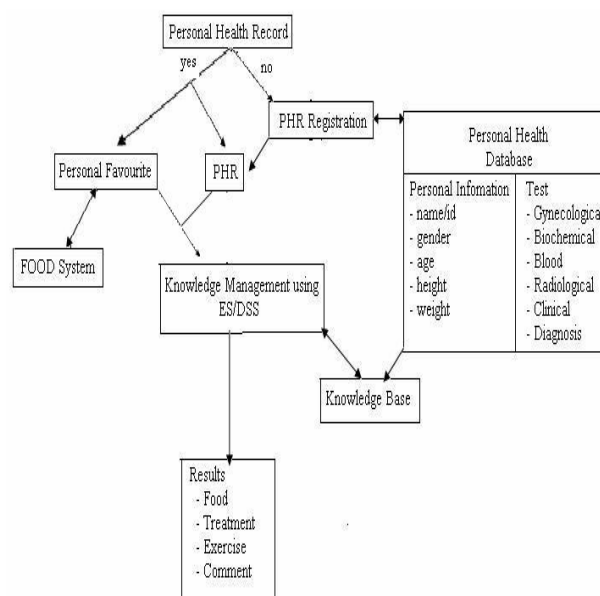 Personal Health Record
yes
no
PHR Registration
Personal Health
Database
Personal Favourite
PHR
Personal Infomation
- name/id
- gender
- age
- height
- weight
Test
- Gynecologica
- Biochemical
- Blood
- Radiological
- Clinical
- Diagnosis
FOOD System
Knowledge Management using
ES/DSS
Knowledge Base
Results
- Food
- Treatment
- Exercise
- Comment